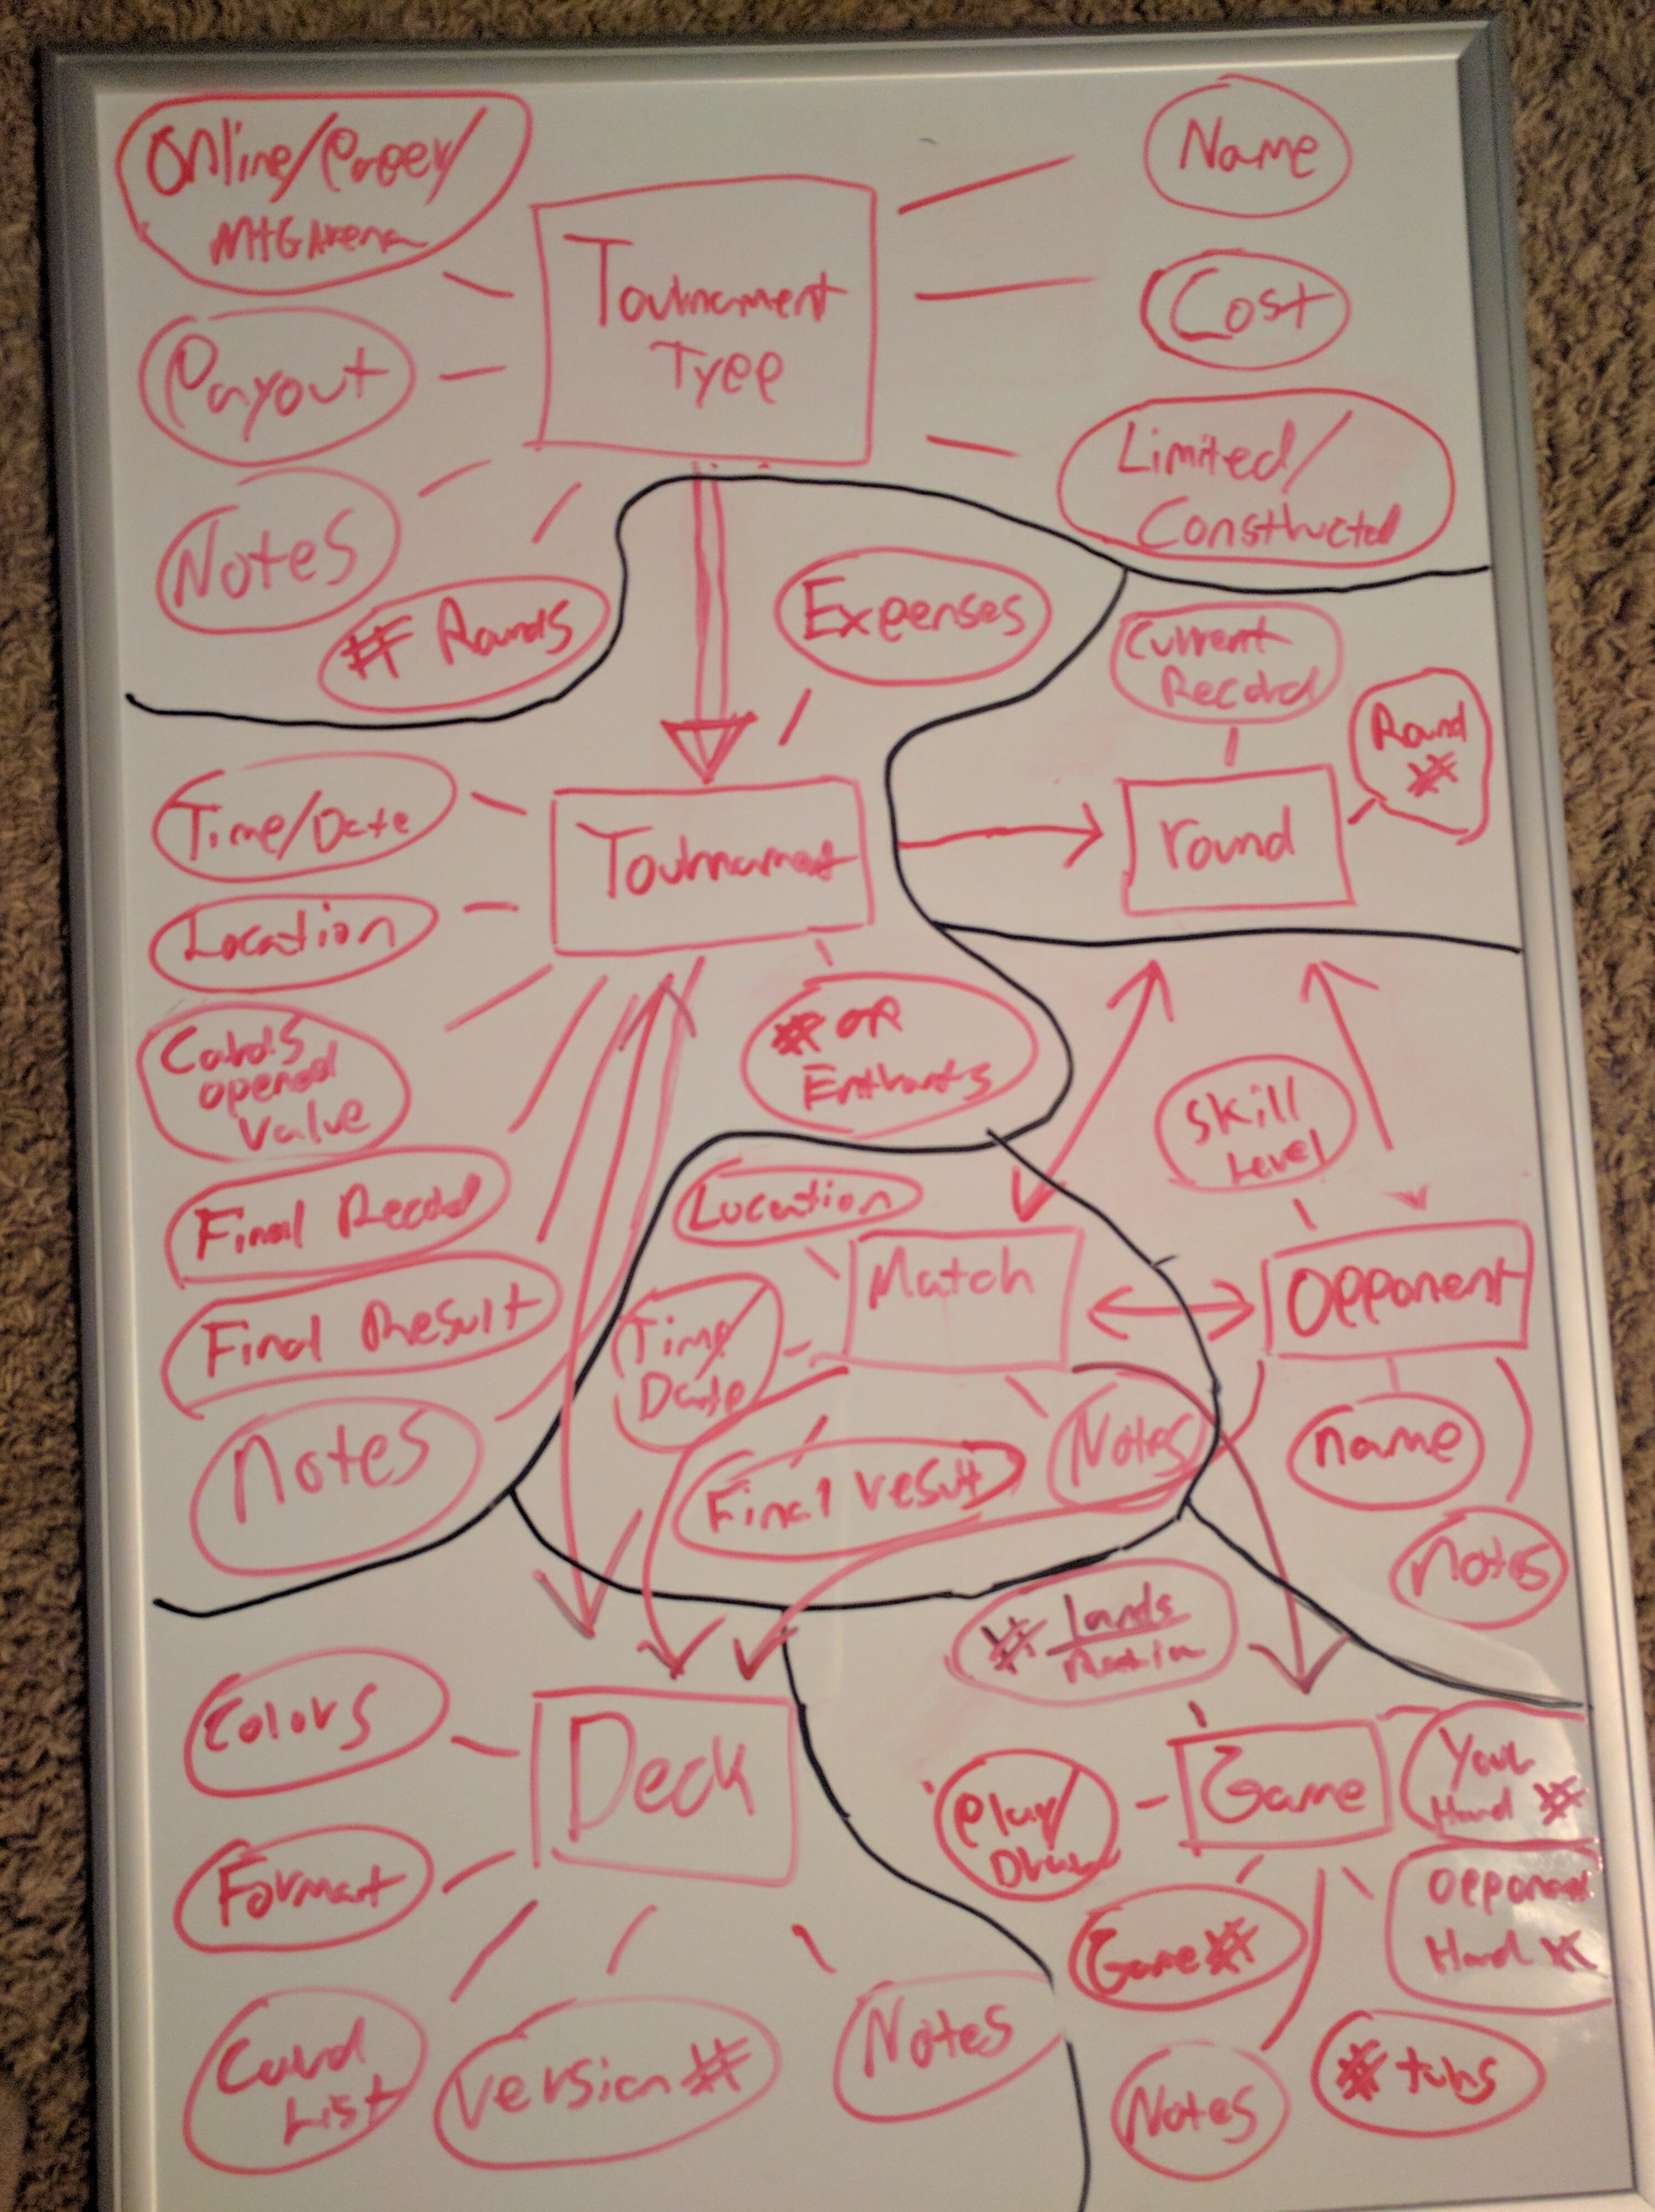 Online/Paper/
MTG Arena
Name
Tournament
Type
Cost
Payout
Limited/
Constructed
Notes
# Rounds
Expenses
Current
Record
Round
#
Time/Date
Tournament
round
Location
# OF
Entrants
Cards
opened
Value
Skill
Level
Final Record
Location
Match
Opponent
Final Result
Time/
Date
Notes
Final result
Notes
name
Notes
# Lands
Colors
Deck
Game
Your
Hand #
Play/
Draw
Format
Opponent
Hand #
Game #
Card
List
Version #
Notes
Notes